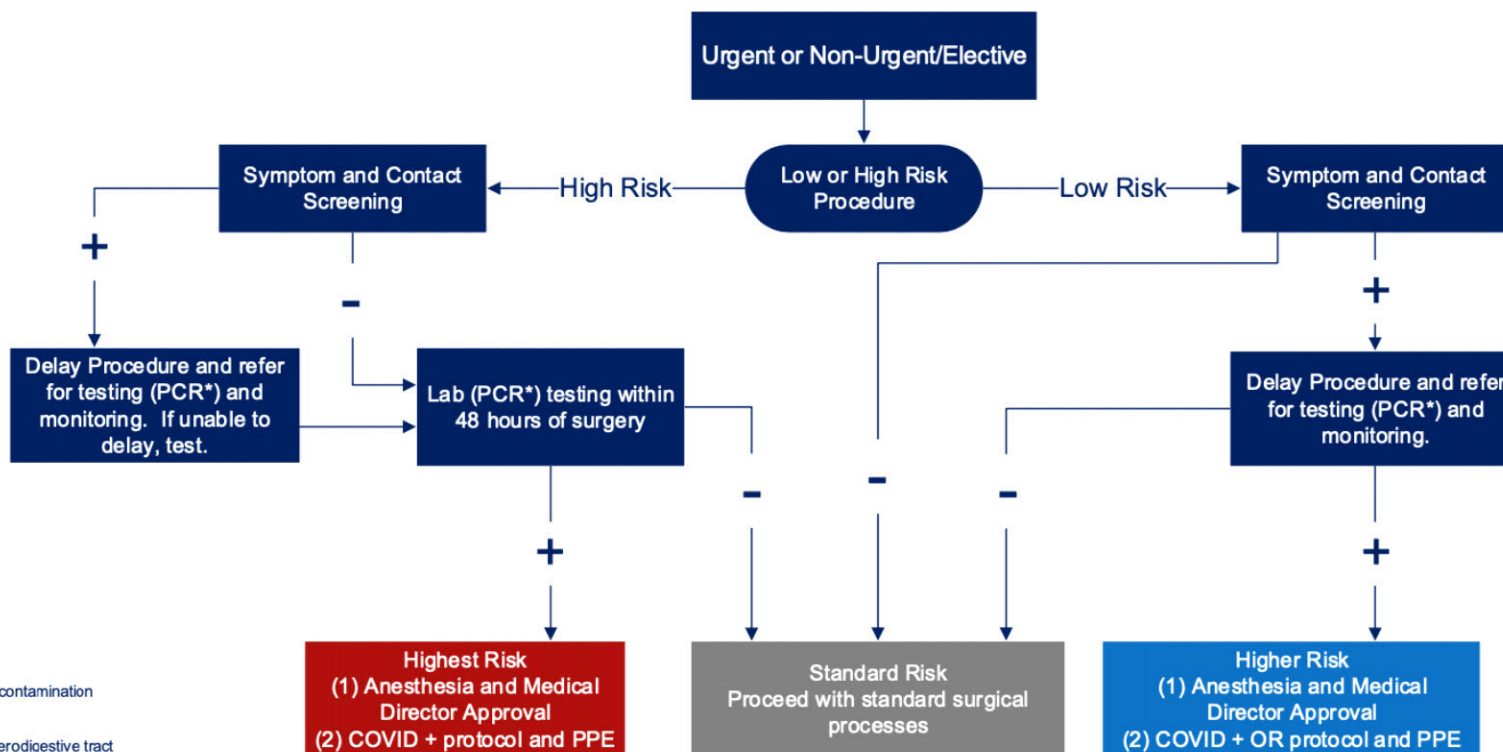 Urgent or Non-Urgent/Elective
Symptom and Contact
Screening
High Risk
Low or High Risk
Procedure
Low Risk
Symptom and Contact
Screening
+
-
+
Delay Procedure and refer
for testing (PCR*) and
monitoring. If unable to
delay, test.
Lab (PCR*) testing within
48 hours of surgery
Delay Procedure and refer
for testing (PCR*) and
monitoring.
-
-
-
+
+
Highest Risk
(1) Anesthesia and Medical
Director Approval
(2) COVID + protocol and PPE
Standard Risk
Proceed with standard surgical
processes
Higher Risk
(1) Anesthesia and Medical
Director Approval
(2) COVID + OR protocol and PPE
contamination
erodigestive tract